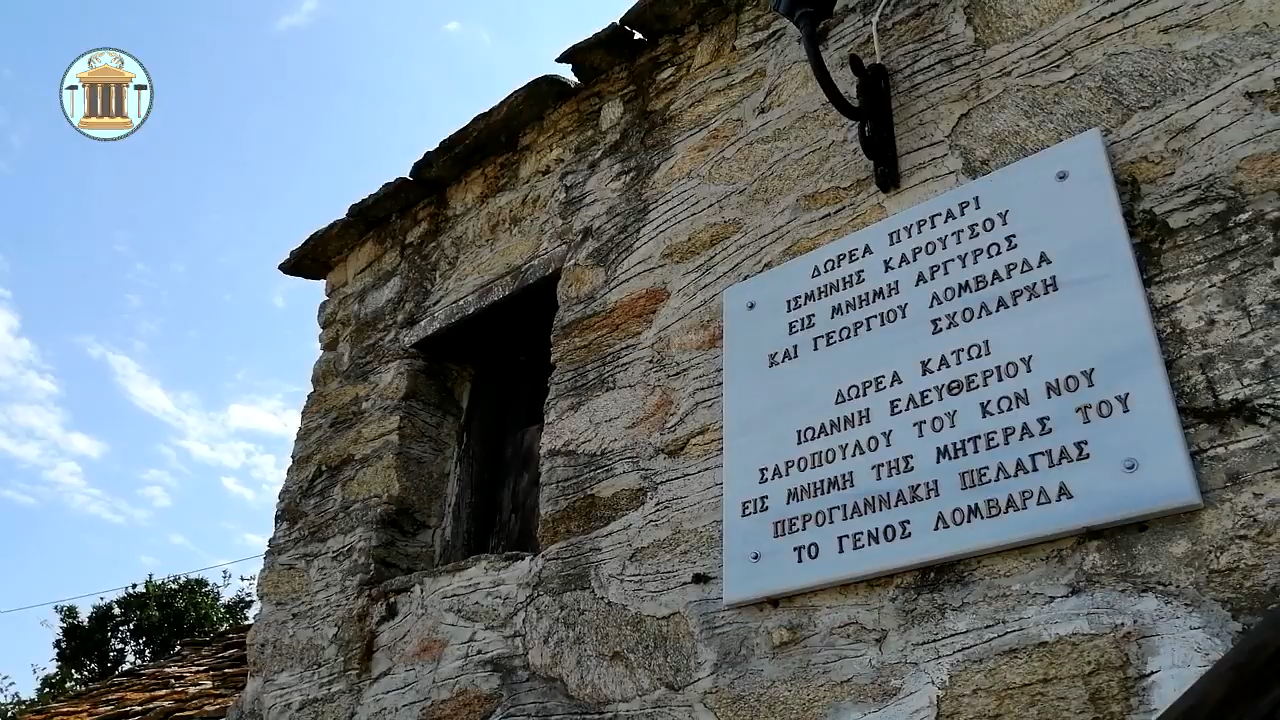 ΔΩΡΕΑ ΠΥΡΓΑΡΙ
ΙΣΜΗΝΗΣ ΚΑΡΟΥΤΣΟΥ
ΕΙΣ ΜΝΗΜΗ ΑΡΓΥΡΩΣ
ΚΑΙ ΓΕΩΡΓΙΟΥ ΛΟΜΒΑΡΔΑ
ΣΧΟΛΑΡΧΗ
ΔΩΡΕΑ ΚΑΤΩΙ
ΙΩΑΝΝΗ ΕΛΕΥΘΕΡΙΟΥ
ΣΑΡΟΠΟΥΛΟΥ ΤΟΥ ΚΩΝ ΝΟΥ
ΕΙΣ ΜΝΗΜΗ ΤΗΣ ΜΗΤΕΡΑΣ ΤΟΥ
ΠΕΡΟΓΙΑΝΝΑΚΗ ΠΕΛΑΓΙΑΣ
ΤΟ ΓΕΝΟΣ ΛΟΜΒΑΡΔΑ